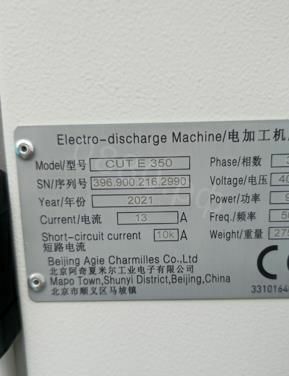 Electro-discharge Machine/电加工机
Model/型号 CUT E 350 Phase/相数
SN/序列号 396.900.216.2990 Voltage/电压 40
Year/年份 2021 Power/功率 9
Current/电流 13 A Freq./频率
Short-circuit current 10k A Weight/重量 275
短路电流
Beijing Agie Charmilles Co.,Ltd
北京阿奇夏米尔工业电子有限公司
Mapo Town,Shunyi District,Beijing,China
北京市顺义区马坡镇 3310164